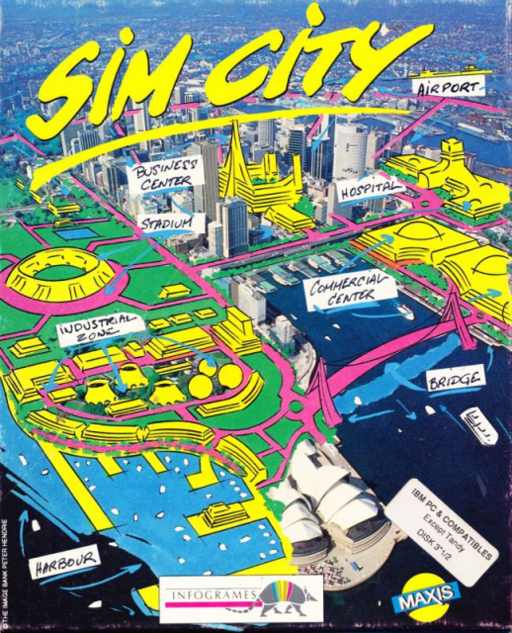 SIM CITY
AIRPORT
BUSINESS
CENTER
HOSPITAL
STADIUM
COMMERCIAL
CENTER
INDUSTRIAL
ZONE
BRIDGE
IBM PC & COMPATIBLES
Except Tandy
DISK 3"1/2
HARBOUR
INFOGRAMES
MAXIS
©THE IMAGE BANK PETER HENDRIE